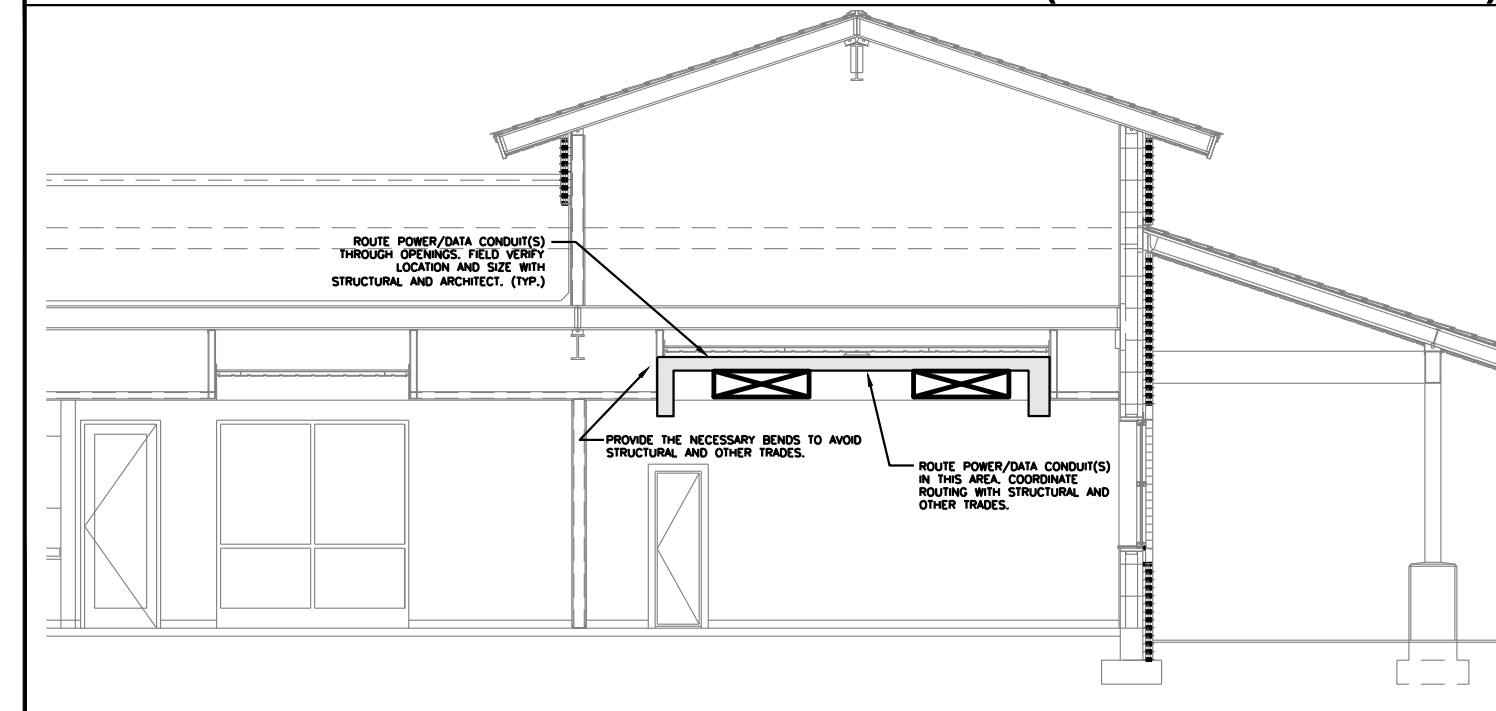 ROUTE POWER/DATA CONDUIT(S)
THROUGH OPENINGS. FIELD VERIFY
LOCATION AND SIZE WITH
STRUCTURAL AND ARCHITECT. (TYP.)
PROVIDE THE NECESSARY BENDS TO AVOID
STRUCTURAL AND OTHER TRADES.
ROUTE POWER/DATA CONDUIT(S)
IN THIS AREA. COORDINATE
ROUTING WITH STRUCTURAL AND
OTHER TRADES.